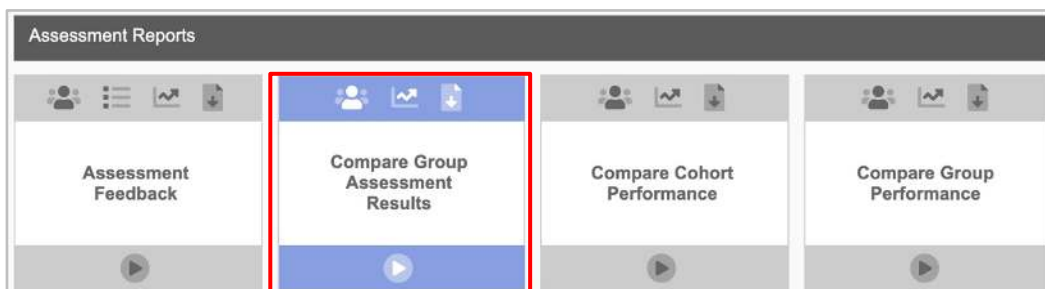 Assessment Reports
Assessment
Feedback
Compare Group
Assessment
Results
Compare Cohort
Performance
Compare Group
Performance